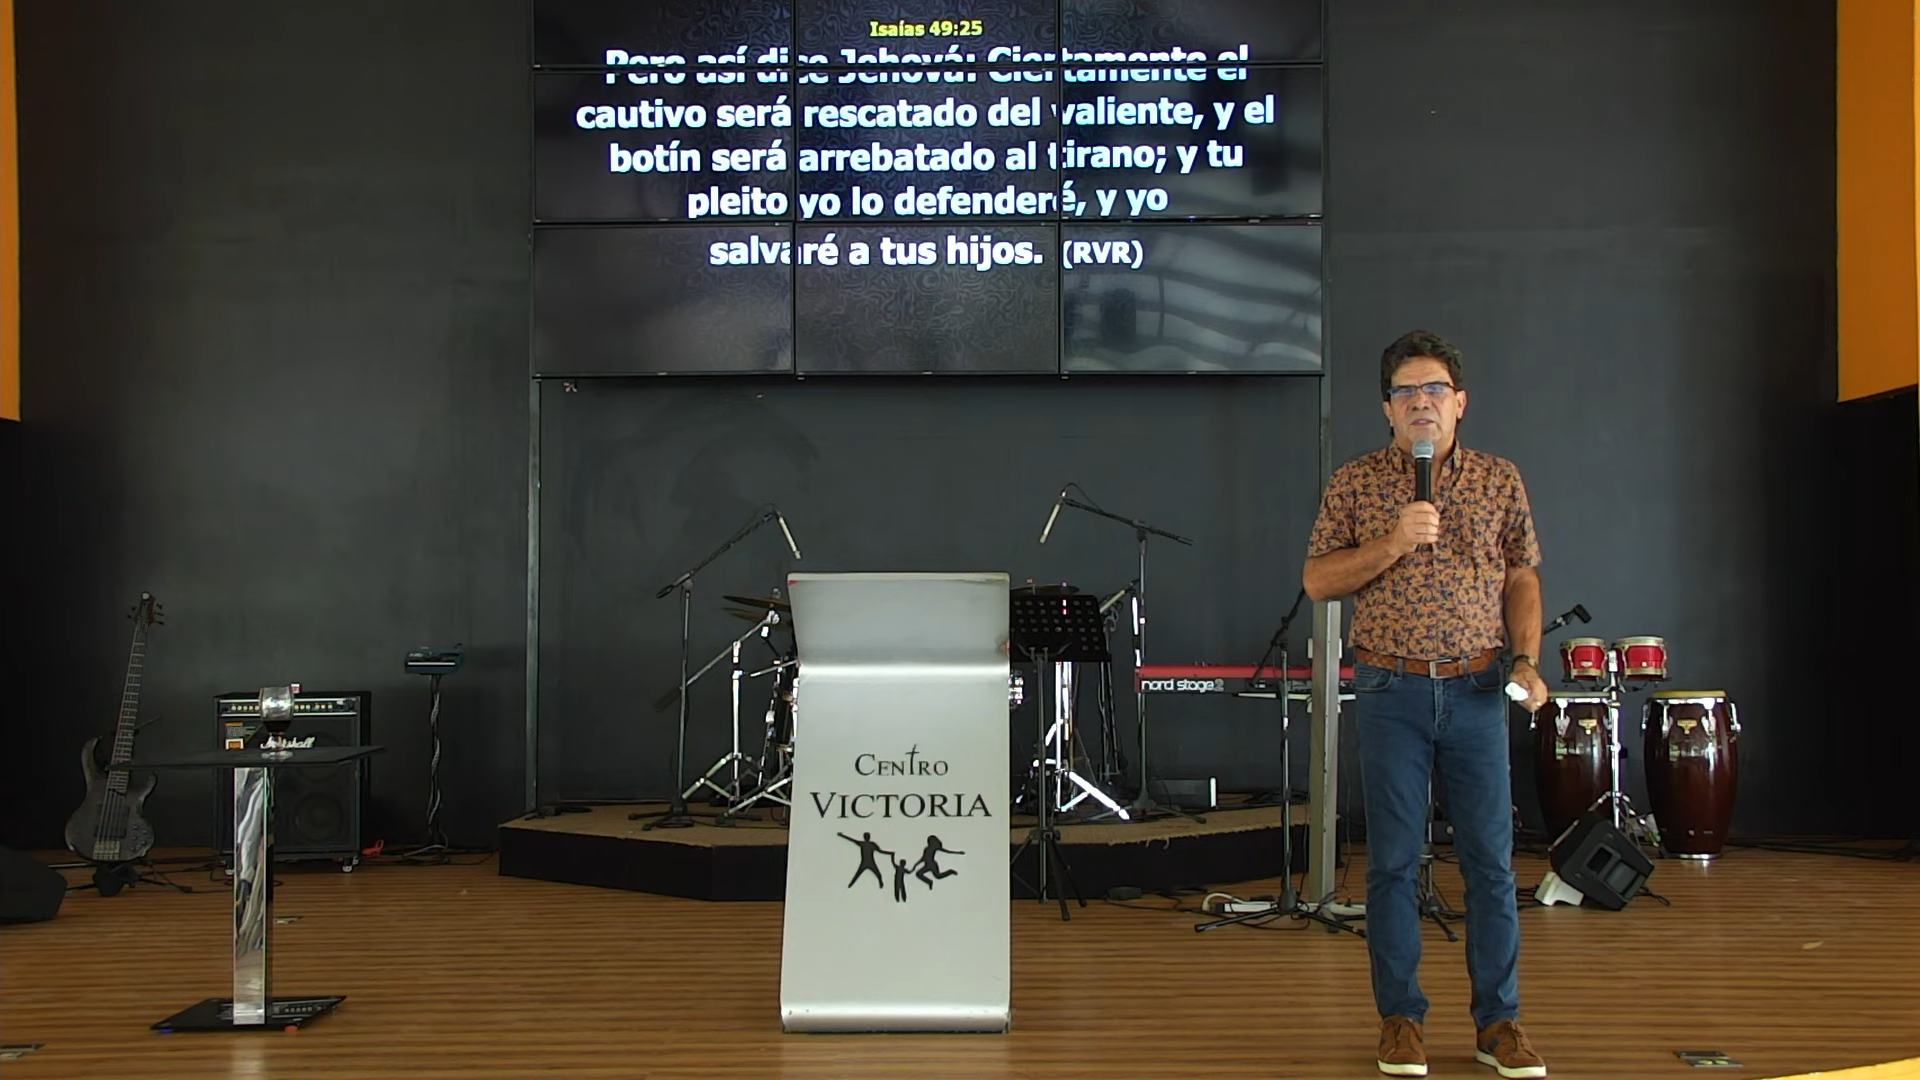 Isaías 49:25
Pero así dice Jehová: Ciertamente el
cautivo será rescatado del valiente, y el
botín será arrebatado al tirano; y tu
pleito yo lo defenderé, y yo
salvaré a tus hijos. (RVR)
nord stage 2
Marshall
CENTRO
VICTORIA